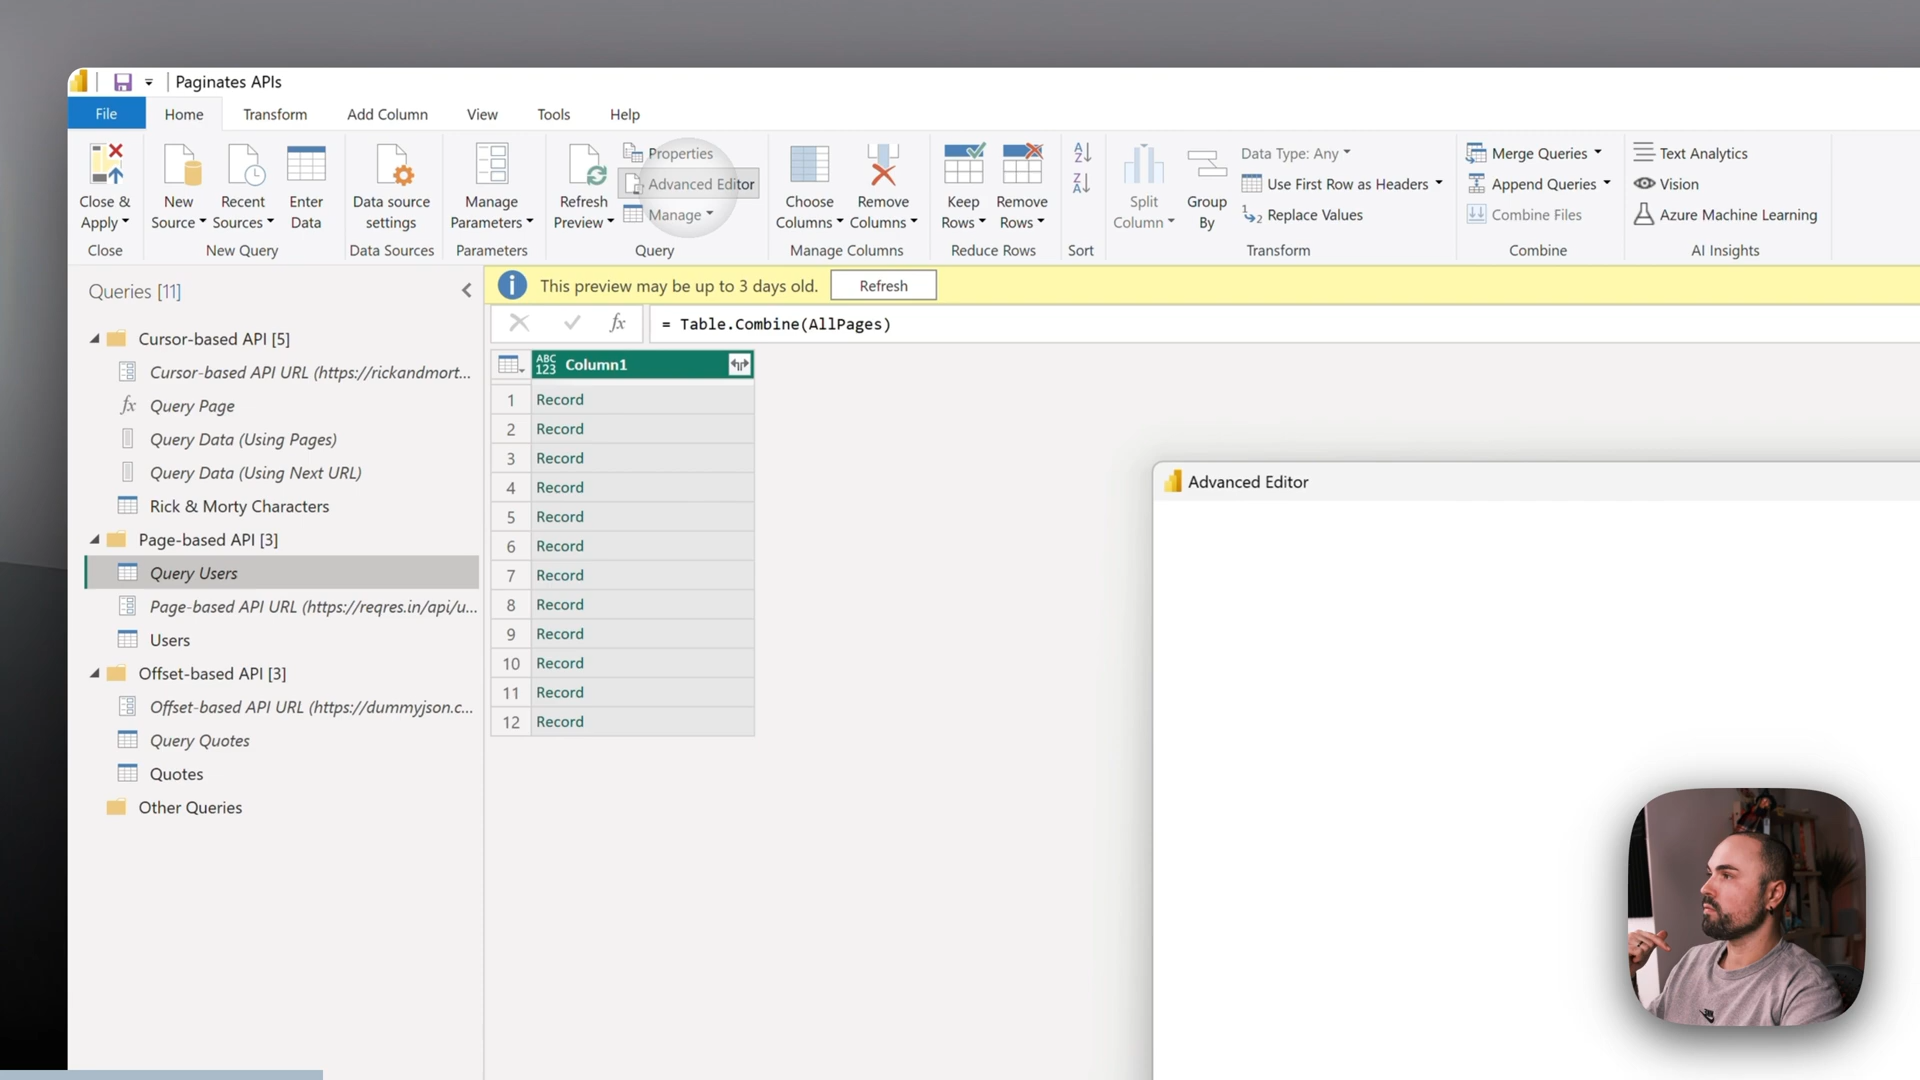 Paginates APIs
File
Home
Transform
Add Column
View
Tools
Help
Close &
Apply
Close
New
Source
Recent
Sources
Enter
Data
New Query
Data source
settings
Data Sources
Manage
Parameters
Parameters
Refresh
Preview
Properties
Advanced Editor
Manage
Query
Choose
Columns
Remove
Columns
Manage Columns
Keep
Rows
Remove
Rows
Reduce Rows
A
Z
Z
A
Sort
Split
Column
Group
By
Data Type: Any
Use First Row as Headers
1
2
Replace Values
Transform
Merge Queries
Append Queries
Combine Files
Combine
Text Analytics
Vision
Azure Machine Learning
AI Insights
Queries [11]
This preview may be up to 3 days old.
Refresh
fx
= Table.Combine(AllPages)
Cursor-based API [5]
Cursor-based API URL (https://rickandmort...
fx
Query Page
Query Data (Using Pages)
Query Data (Using Next URL)
Rick & Morty Characters
Page-based API [3]
Query Users
Page-based API URL (https://reqres.in/api/u...
Users
Offset-based API [3]
Offset-based API URL (https://dummyjson.c...
Query Quotes
Quotes
Other Queries
ABC
123
Column1
1 Record
2 Record
3 Record
4 Record
5 Record
6 Record
7 Record
8 Record
9 Record
10 Record
11 Record
12 Record
Advanced Editor